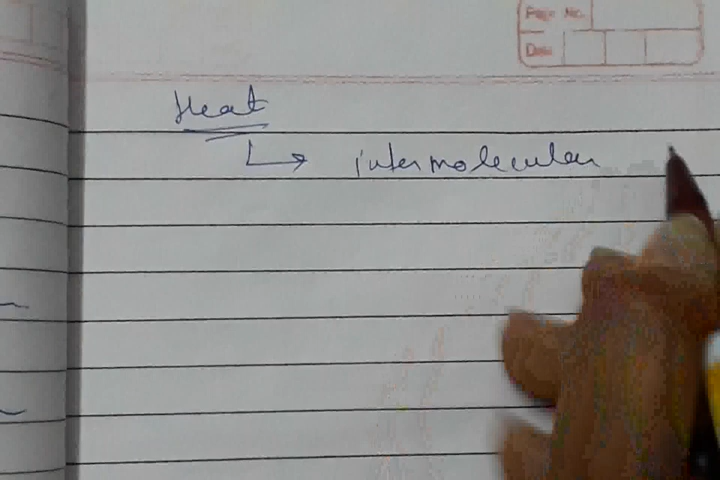 Page No.
Date
Heat
↳ intermolecular